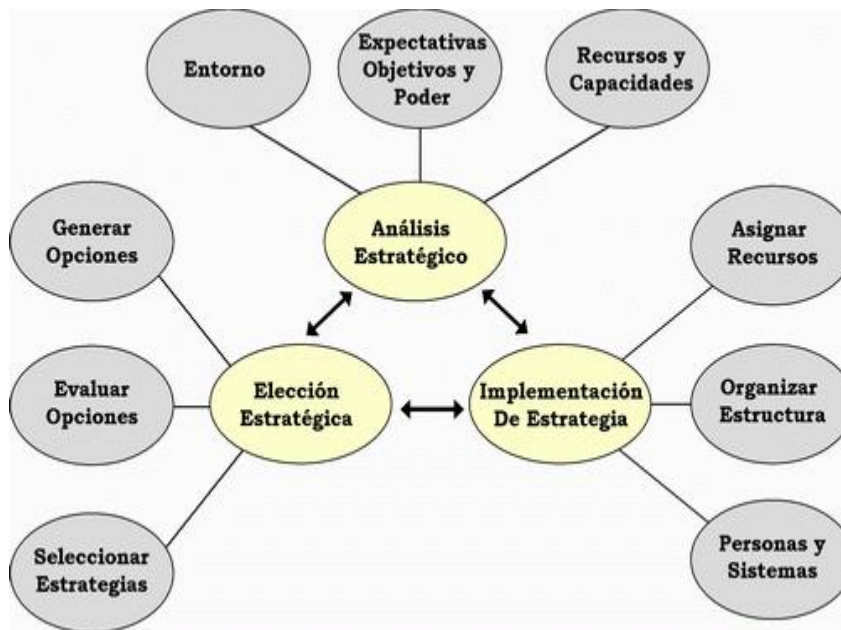 Entorno
Expectativas
Objetivos y
Poder
Recursos y
Capacidades
Análisis
Estratégico
Generar
Opciones
Asignar
Recursos
Evaluar
Opciones
Elección
Estratégica
Implementación
De Estrategia
Organizar
Estructura
Seleccionar
Estrategias
Personas y
Sistemas